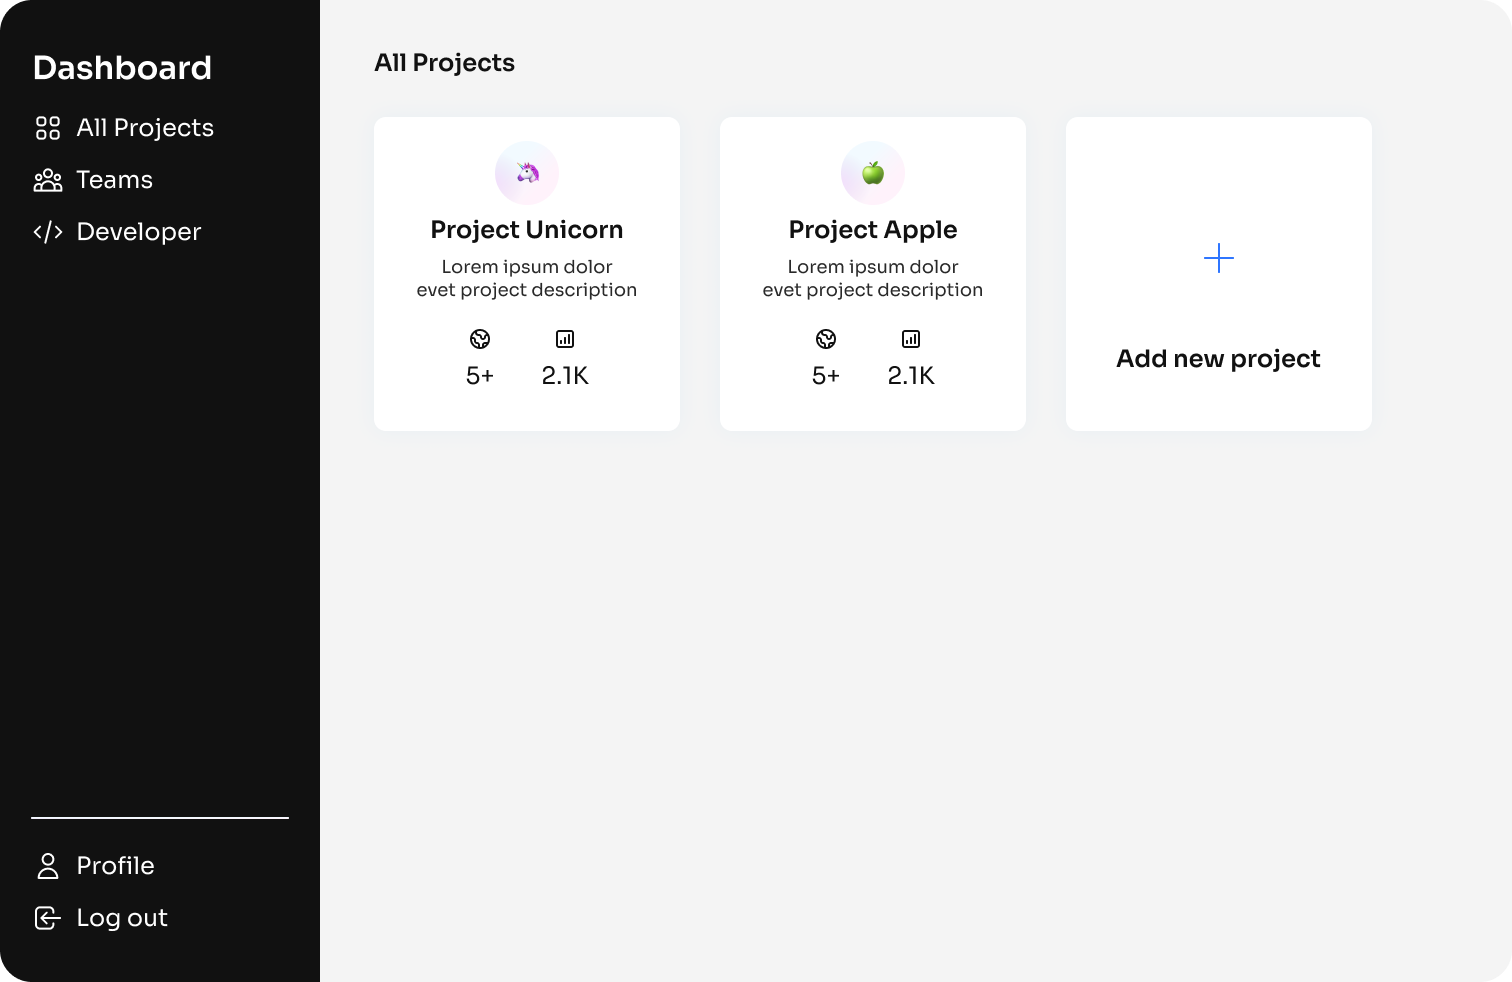 Dashboard
All Projects
Teams
Developer
Profile
Log out
All Projects
Project Unicorn
Lorem ipsum dolor
evet project description
5+ 2.1K
Project Apple
Lorem ipsum dolor
evet project description
5+ 2.1K
Add new project